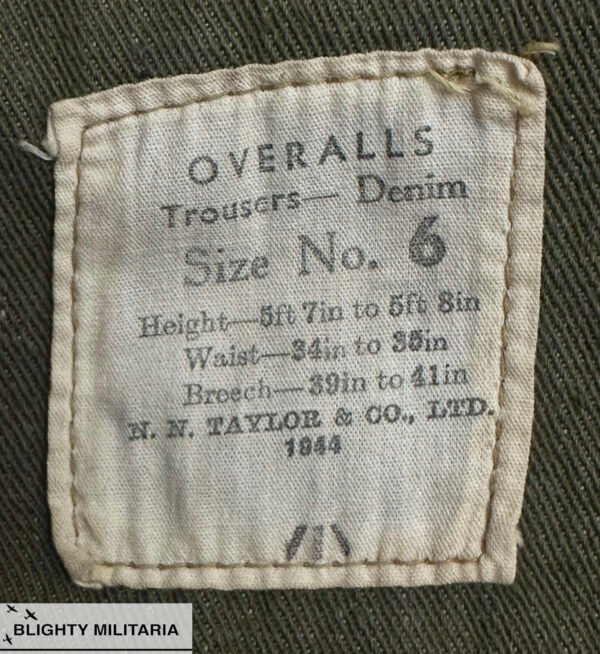 OVERALLS
Trousers— Denim
Size No. 6
Height—5ft 7in to 5ft 8in
Waist—34in to 35in
Breech—39in to 41in
N. N. TAYLOR & CO., LTD.
1944
BLIGHTY MILITARIA